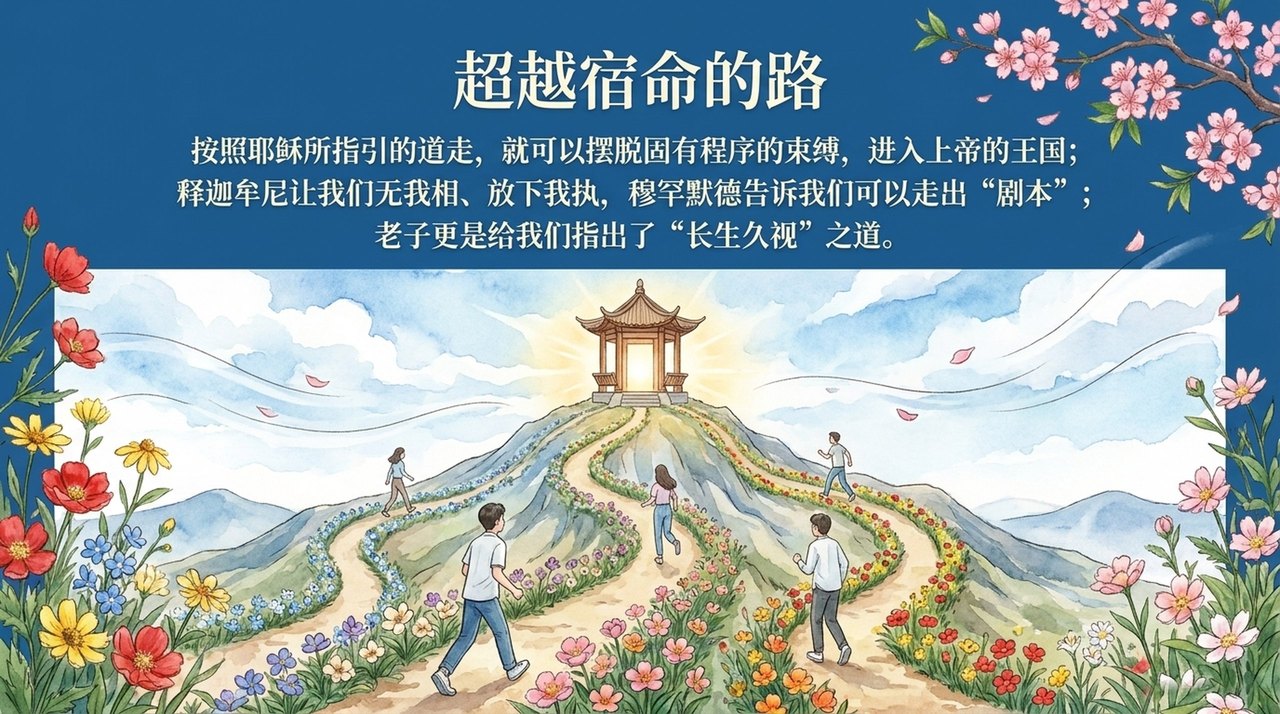 超越宿命的路
按照耶稣所指引的道走，就可以摆脱固有程序的束缚，进入上帝的王国；
释迦牟尼让我们无我相、放下我执，穆罕默德告诉我们可以走出“剧本”；
老子更是给我们指出了“长生久视”之道。